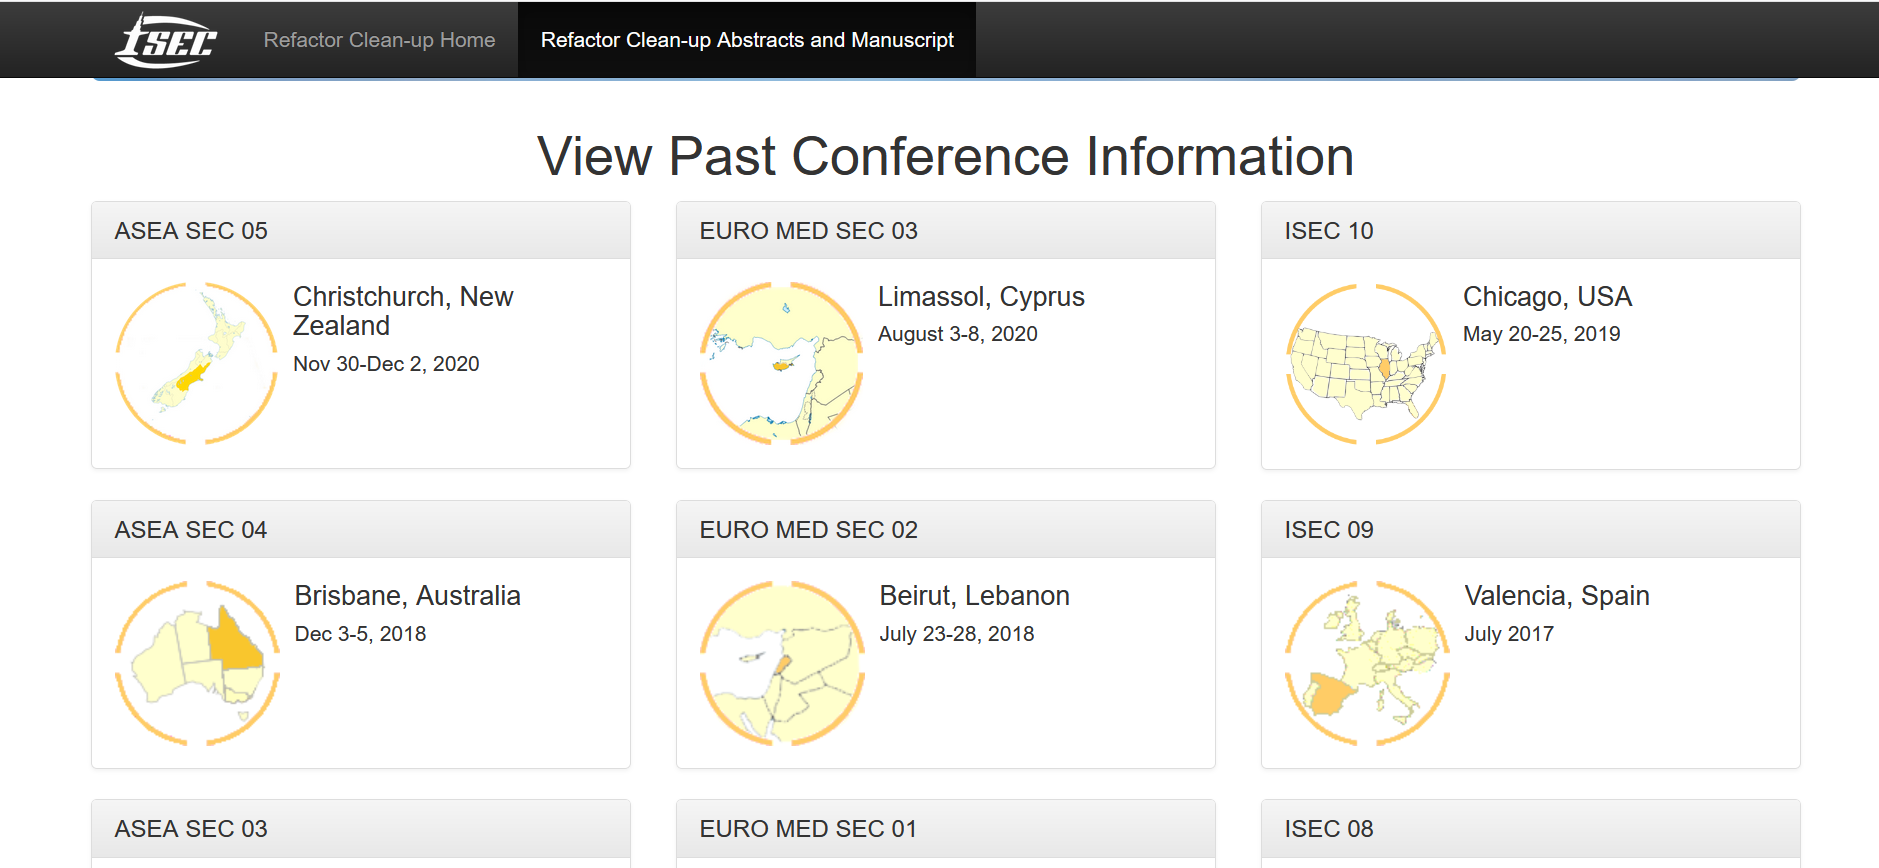 ISEC
Refactor Clean-up Home
Refactor Clean-up Abstracts and Manuscript
View Past Conference Information
ASEA SEC 05
Christchurch, New
Zealand
Nov 30-Dec 2, 2020
EURO MED SEC 03
Limassol, Cyprus
August 3-8, 2020
ISEC 10
Chicago, USA
May 20-25, 2019
ASEA SEC 04
Brisbane, Australia
Dec 3-5, 2018
EURO MED SEC 02
Beirut, Lebanon
July 23-28, 2018
ISEC 09
Valencia, Spain
July 2017
ASEA SEC 03
EURO MED SEC 01
ISEC 08